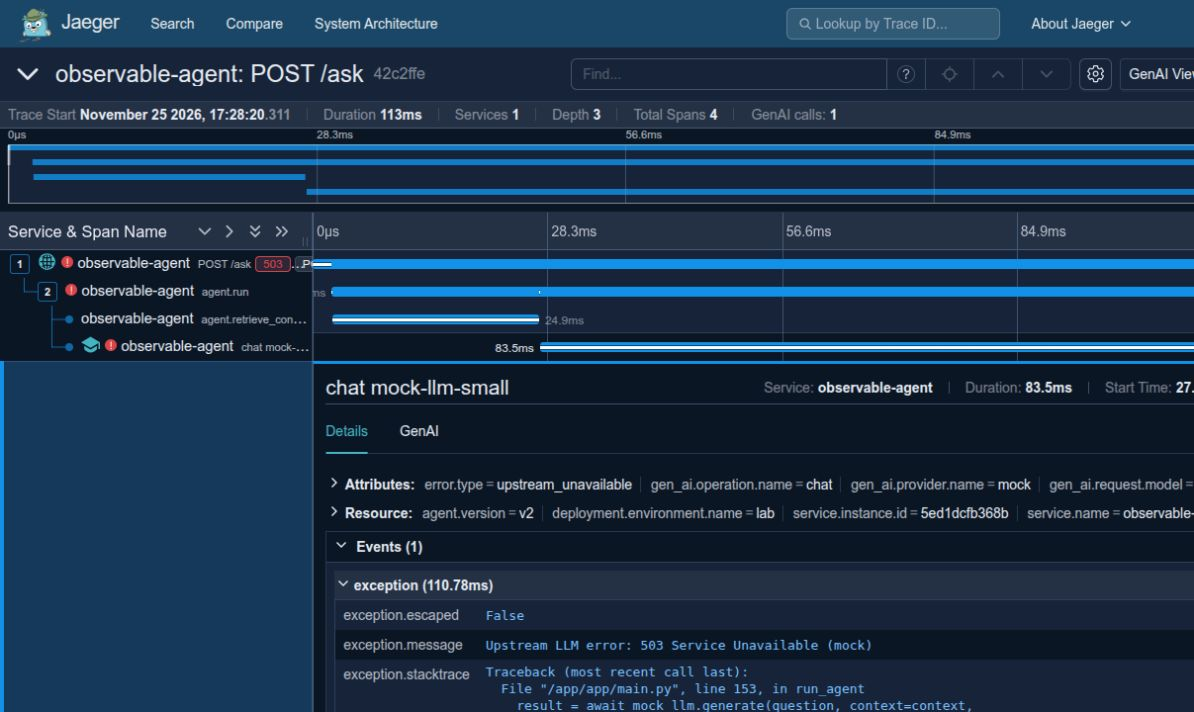 Jaeger Search Compare System Architecture Lookup by Trace ID... About Jaeger
observable-agent: POST /ask 42c2ffe Find... ? GenAI View
Trace Start November 25 2026, 17:28:20.311 Duration 113ms Services 1 Depth 3 Total Spans 4 GenAI calls: 1
0μs 28.3ms 56.6ms 84.9ms
Service & Span Name 0μs 28.3ms 56.6ms 84.9ms
1 observable-agent POST /ask 503 ...
2 observable-agent agent.run ms
observable-agent agent.retrieve_con... 24.9ms
observable-agent chat mock-... 83.5ms
chat mock-llm-small Service: observable-agent Duration: 83.5ms Start Time: 27.
Details GenAI
Attributes: error.type = upstream_unavailable gen_ai.operation.name = chat gen_ai.provider.name = mock gen_ai.request.model =
Resource: agent.version = v2 deployment.environment.name = lab service.instance.id = 5ed1dcfb368b service.name = observable-
Events (1)
exception (110.78ms)
exception.escaped False
exception.message Upstream LLM error: 503 Service Unavailable (mock)
exception.stacktrace Traceback (most recent call last):
File "/app/app/main.py", line 153, in run_agent
result = await mock_llm.generate(question, context=context,